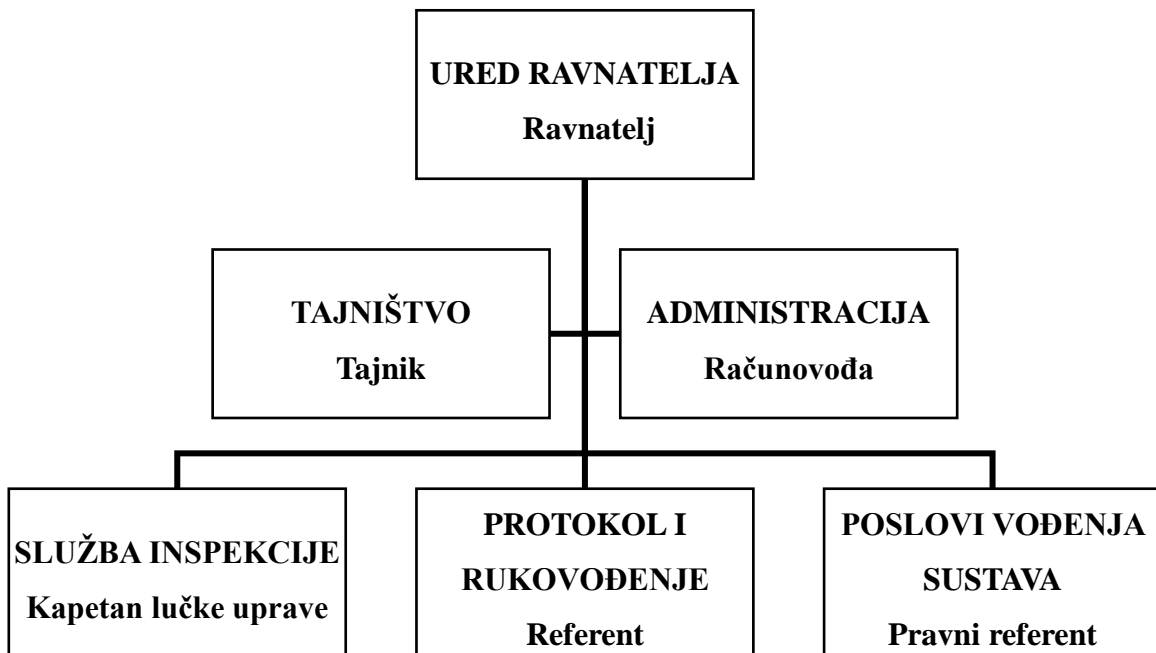 URED RAVNATELJA
Ravnatelj
TAJNIŠTVO
Tajnik
ADMINISTRACIJA
Računovođa
SLUŽBA INSPEKCIJE
Kapetan lučke uprave
PROTOKOL I
RUKOVOĐENJE
Referent
POSLOVI VOĐENJA
SUSTAVA
Pravni referent